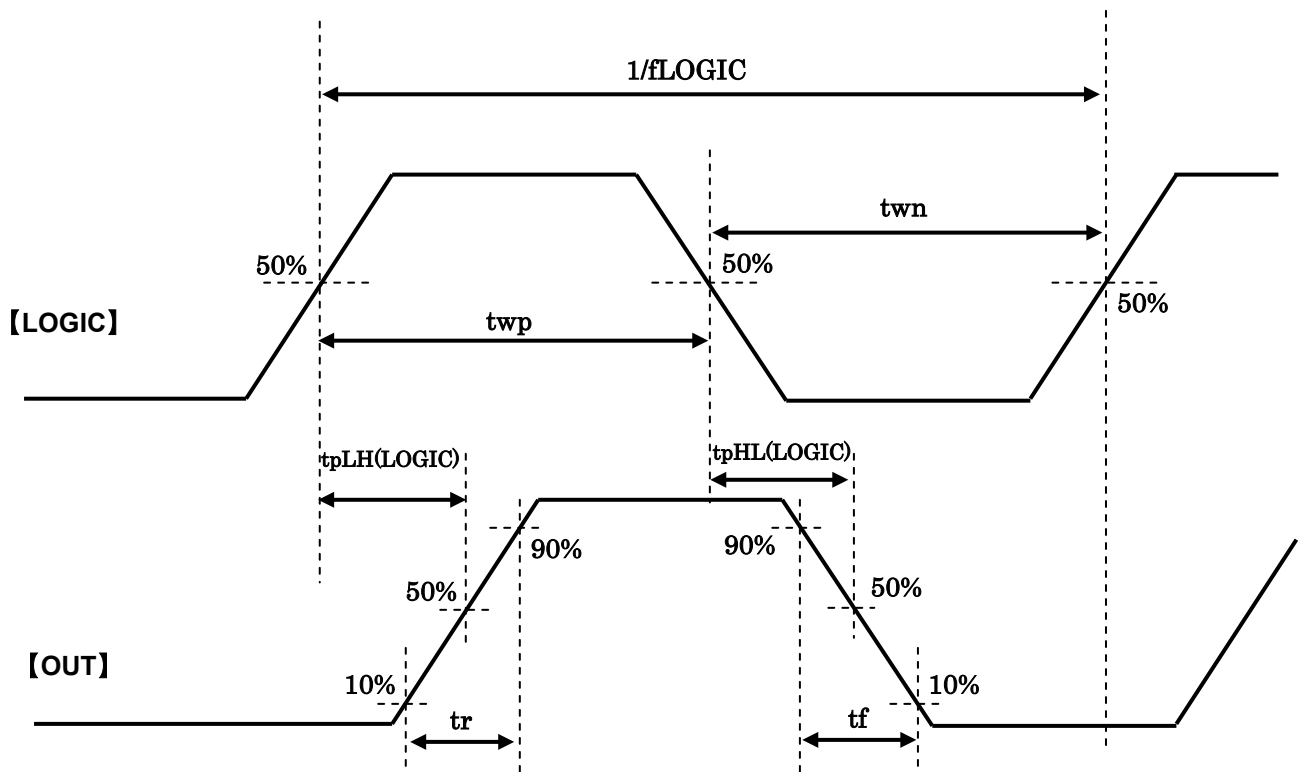 1/fLOGIC
twn
50%
50%
50%
【LOGIC】
twp
tpLH(LOGIC)
tpHL(LOGIC)
90%
90%
50%
50%
【OUT】
10%
10%
tr
tf